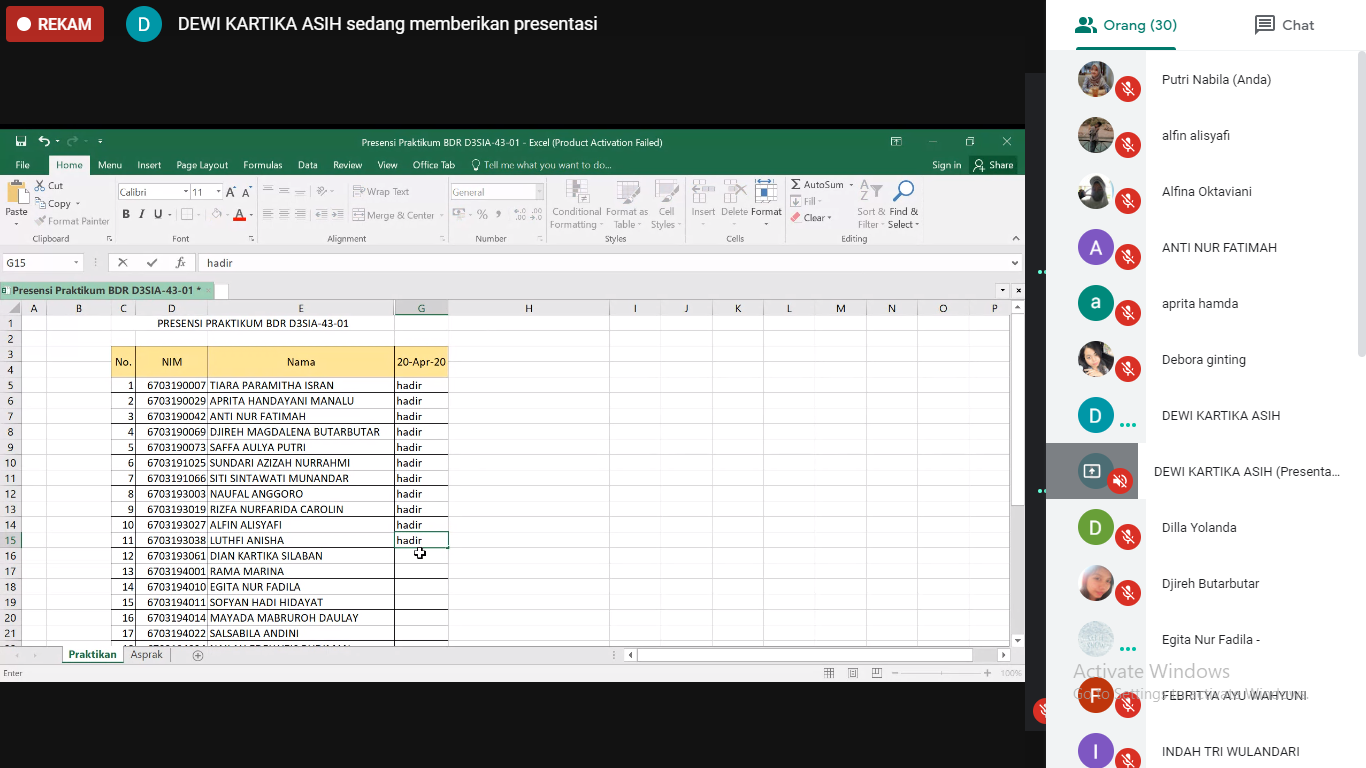 REKAM
D
DEWI KARTIKA ASIH sedang memberikan presentasi
Orang (30)
Chat
Presensi Praktikum BDR D3SIA-43-01 - Excel (Product Activation Failed)
File Home Menu Insert Page Layout Formulas Data Review View Office Tab Tell me what you want to do... Sign in Share
Paste
Cut
Copy
Format Painter
Clipboard
Calibri 11
B I U
Font
Wrap Text
Merge & Center
Alignment
General
Number
Conditional Formatting
Format as Table
Cell Styles
Styles
Insert Delete Format
Cells
AutoSum
Fill
Clear
Sort & Filter
Find & Select
Editing
G15 fx hadir
Presensi Praktikum BDR D3SIA-43-01 *
A B C D E G H I J K L M N O P
1 PRESENSI PRAKTIKUM BDR D3SIA-43-01
2
3 No. NIM Nama 20-Apr-20
4
5 1 6703190007 TIARA PARAMITHA ISRAN hadir
6 2 6703190029 APRITA HANDAYANI MANALU hadir
7 3 6703190042 ANTI NUR FATIMAH hadir
8 4 6703190069 DJIREH MAGDALENA BUTARBUTAR hadir
9 5 6703190073 SAFFA AULYA PUTRI hadir
10 6 6703191025 SUNDARI AZIZAH NURRAHMI hadir
11 7 6703191066 SITI SINTAWATI MUNANDAR hadir
12 8 6703193003 NAUFAL ANGGORO hadir
13 9 6703193019 RIZFA NURFARIDA CAROLIN hadir
14 10 6703193027 ALFIN ALISYAFI hadir
15 11 6703193038 LUTHFI ANISHA hadir
16 12 6703193061 DIAN KARTIKA SILABAN
17 13 6703194001 RAMA MARINA
18 14 6703194010 EGITA NUR FADILA
19 15 6703194011 SOFYAN HADI HIDAYAT
20 16 6703194014 MAYADA MABRUROH DAULAY
21 17 6703194022 SALSABILA ANDINI
Praktikan Asprak
Enter
100%
Putri Nabila (Anda)
alfin alisyafi
Alfina Oktaviani
A ANTI NUR FATIMAH
a aprita hamda
Debora ginting
D DEWI KARTIKA ASIH
DEWI KARTIKA ASIH (Presenta...
D Dilla Yolanda
Djireh Butarbutar
Egita Nur Fadila -
Activate Windows
Go to Settings to activate Windows.
F FEBRITYA AYU WAHYUNI
I INDAH TRI WULANDARI